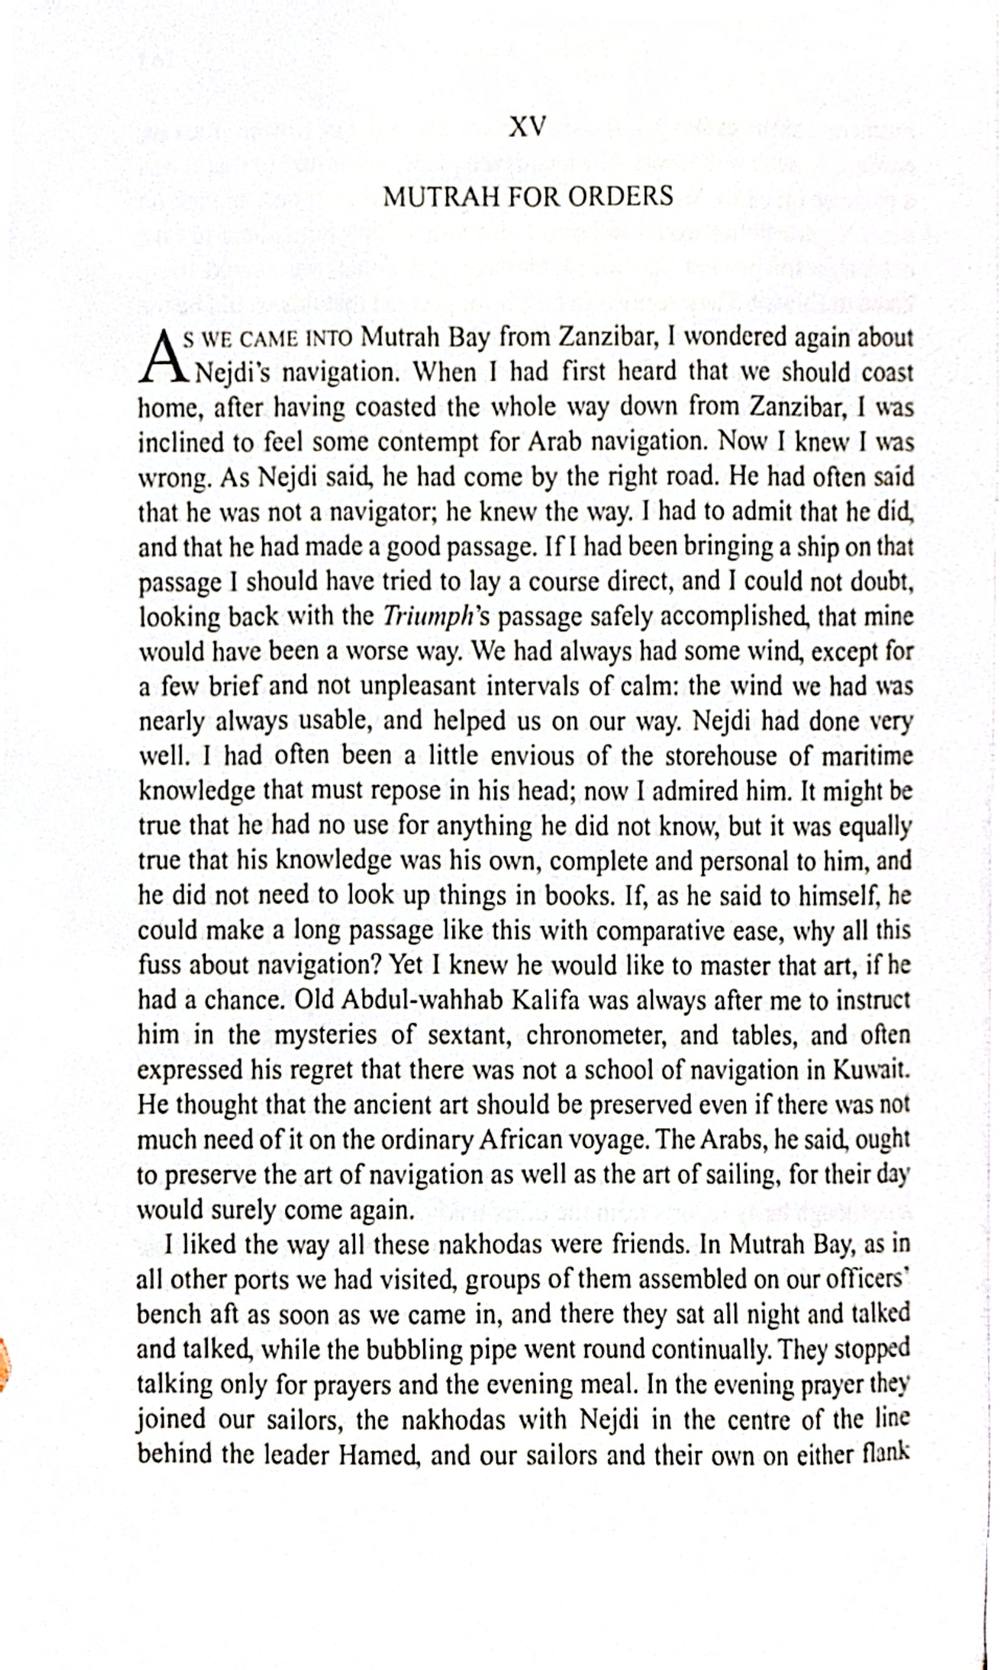 XV
MUTRAH FOR ORDERS
AS WE CAME INTO Mutrah Bay from Zanzibar, I wondered again about
Nejdi's navigation. When I had first heard that we should coast
home, after having coasted the whole way down from Zanzibar, I was
inclined to feel some contempt for Arab navigation. Now I knew I was
wrong. As Nejdi said, he had come by the right road. He had often said
that he was not a navigator; he knew the way. I had to admit that he did,
and that he had made a good passage. If I had been bringing a ship on that
passage I should have tried to lay a course direct, and I could not doubt,
looking back with the Triumph's passage safely accomplished, that mine
would have been a worse way. We had always had some wind, except for
a few brief and not unpleasant intervals of calm: the wind we had was
nearly always usable, and helped us on our way. Nejdi had done very
well. I had often been a little envious of the storehouse of maritime
knowledge that must repose in his head; now I admired him. It might be
true that he had no use for anything he did not know, but it was equally
true that his knowledge was his own, complete and personal to him, and
he did not need to look up things in books. If, as he said to himself, he
could make a long passage like this with comparative ease, why all this
fuss about navigation? Yet I knew he would like to master that art, if he
had a chance. Old Abdul-wahhab Kalifa was always after me to instruct
him in the mysteries of sextant, chronometer, and tables, and often
expressed his regret that there was not a school of navigation in Kuwait.
He thought that the ancient art should be preserved even if there was not
much need of it on the ordinary African voyage. The Arabs, he said, ought
to preserve the art of navigation as well as the art of sailing, for their day
would surely come again.
I liked the way all these nakhodas were friends. In Mutrah Bay, as in
all other ports we had visited, groups of them assembled on our officers'
bench aft as soon as we came in, and there they sat all night and talked
and talked, while the bubbling pipe went round continually. They stopped
talking only for prayers and the evening meal. In the evening prayer they
joined our sailors, the nakhodas with Nejdi in the centre of the line
behind the leader Hamed, and our sailors and their own on either flank